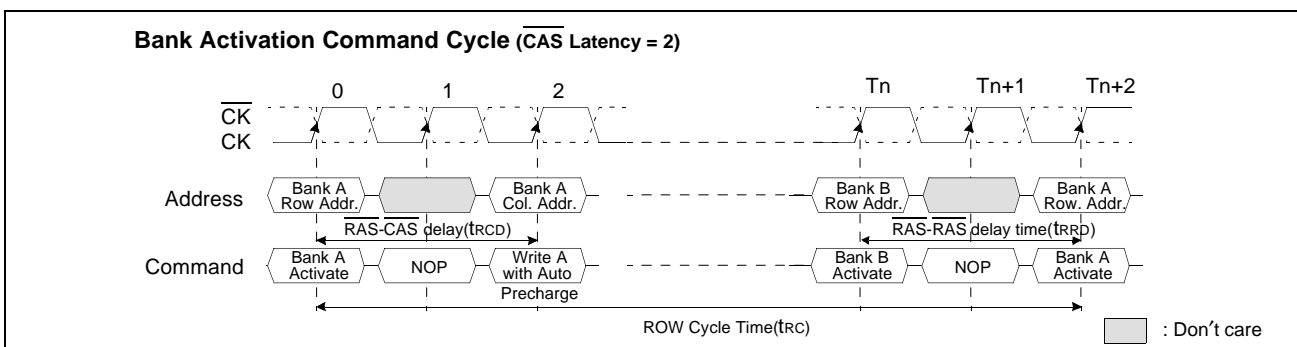 Bank Activation Command Cycle (CAS Latency = 2)
0 1 2 Tn Tn+1 Tn+2
CK
CK
Address
Bank A
Row Addr.
Bank A
Col. Addr.
Bank B
Row Addr.
Bank A
Row. Addr.
RAS-CAS delay(tRCD)
RAS-RAS delay time(tRRD)
Command
Bank A
Activate
NOP
Write A
with Auto
Precharge
Bank B
Activate
NOP
Bank A
Activate
ROW Cycle Time(tRC)
: Don′t care